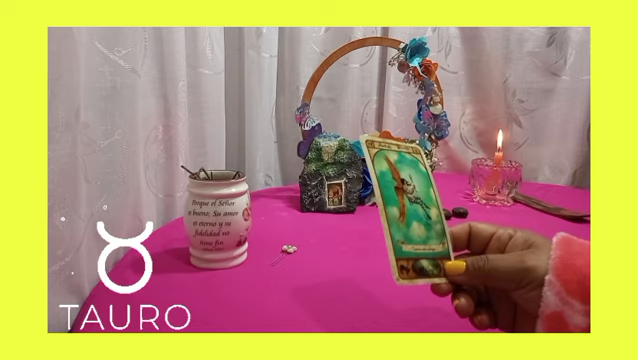 Porque el Señor
es bueno; Su amor
es eterno y su
fidelidad no
tiene fin
TAURO